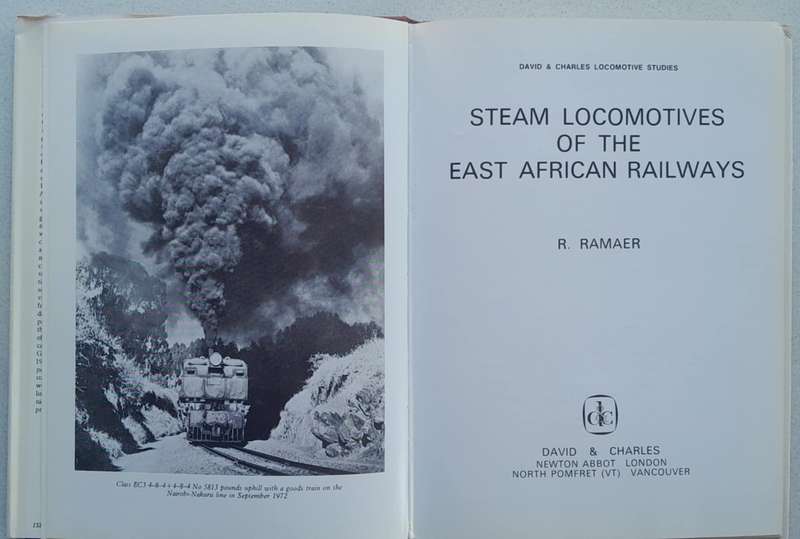 Class EC3 4-8-4+4-8-4 No 5813 pounds uphill with a goods train on the
Nairobi-Nakuru line in September 1972
DAVID & CHARLES LOCOMOTIVE STUDIES
STEAM LOCOMOTIVES
OF THE
EAST AFRICAN RAILWAYS
R. RAMAER
DAVID & CHARLES
NEWTON ABBOT LONDON
NORTH POMFRET (VT) VANCOUVER